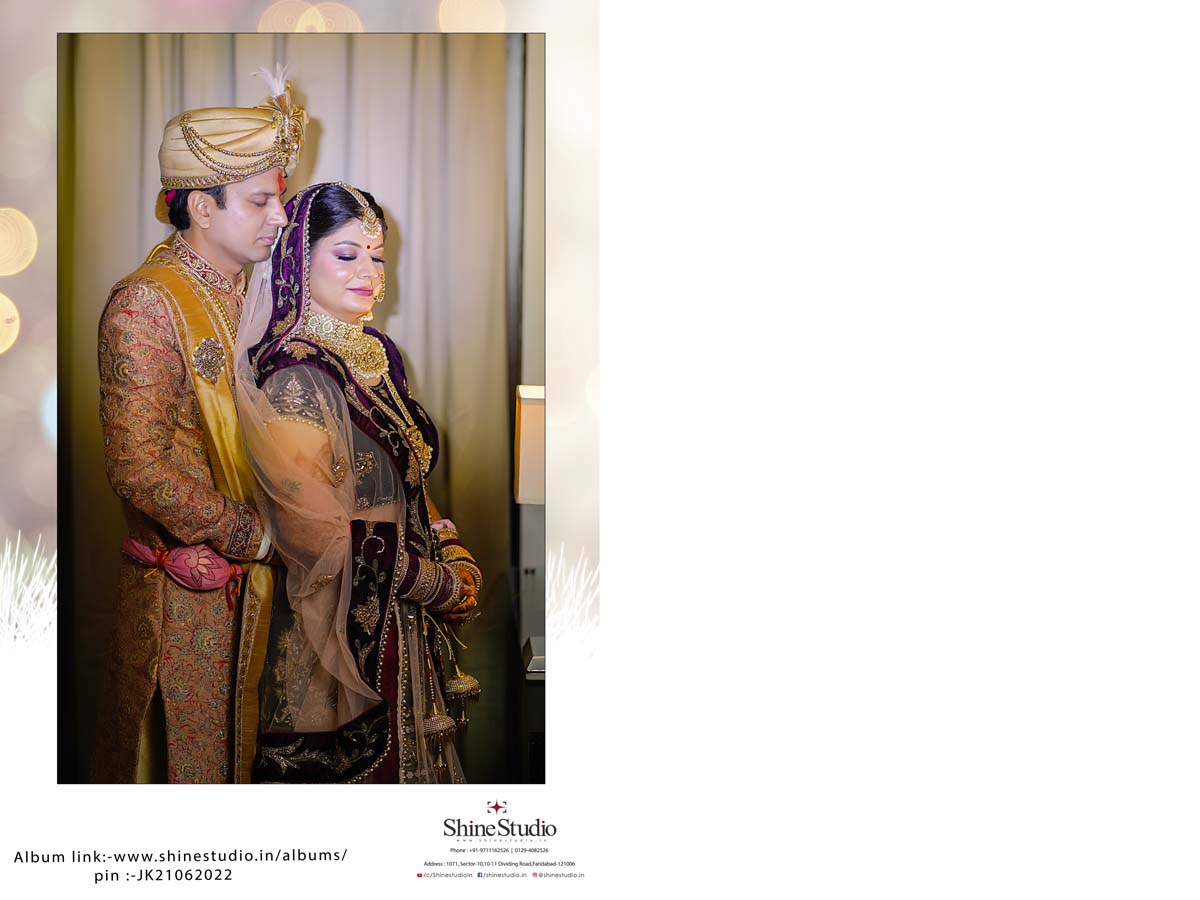 Shine Studio
www.shinestudio.in
Phone : +91-9711162526 | 0129-4082526
Address : 1071, Sector-10,10-11 Dividing Road,Faridabad-121006
/c/Shinestudioin /shinestudio.in @shinestudio.in
Album link:-www.shinestudio.in/albums/
pin :-JK21062022